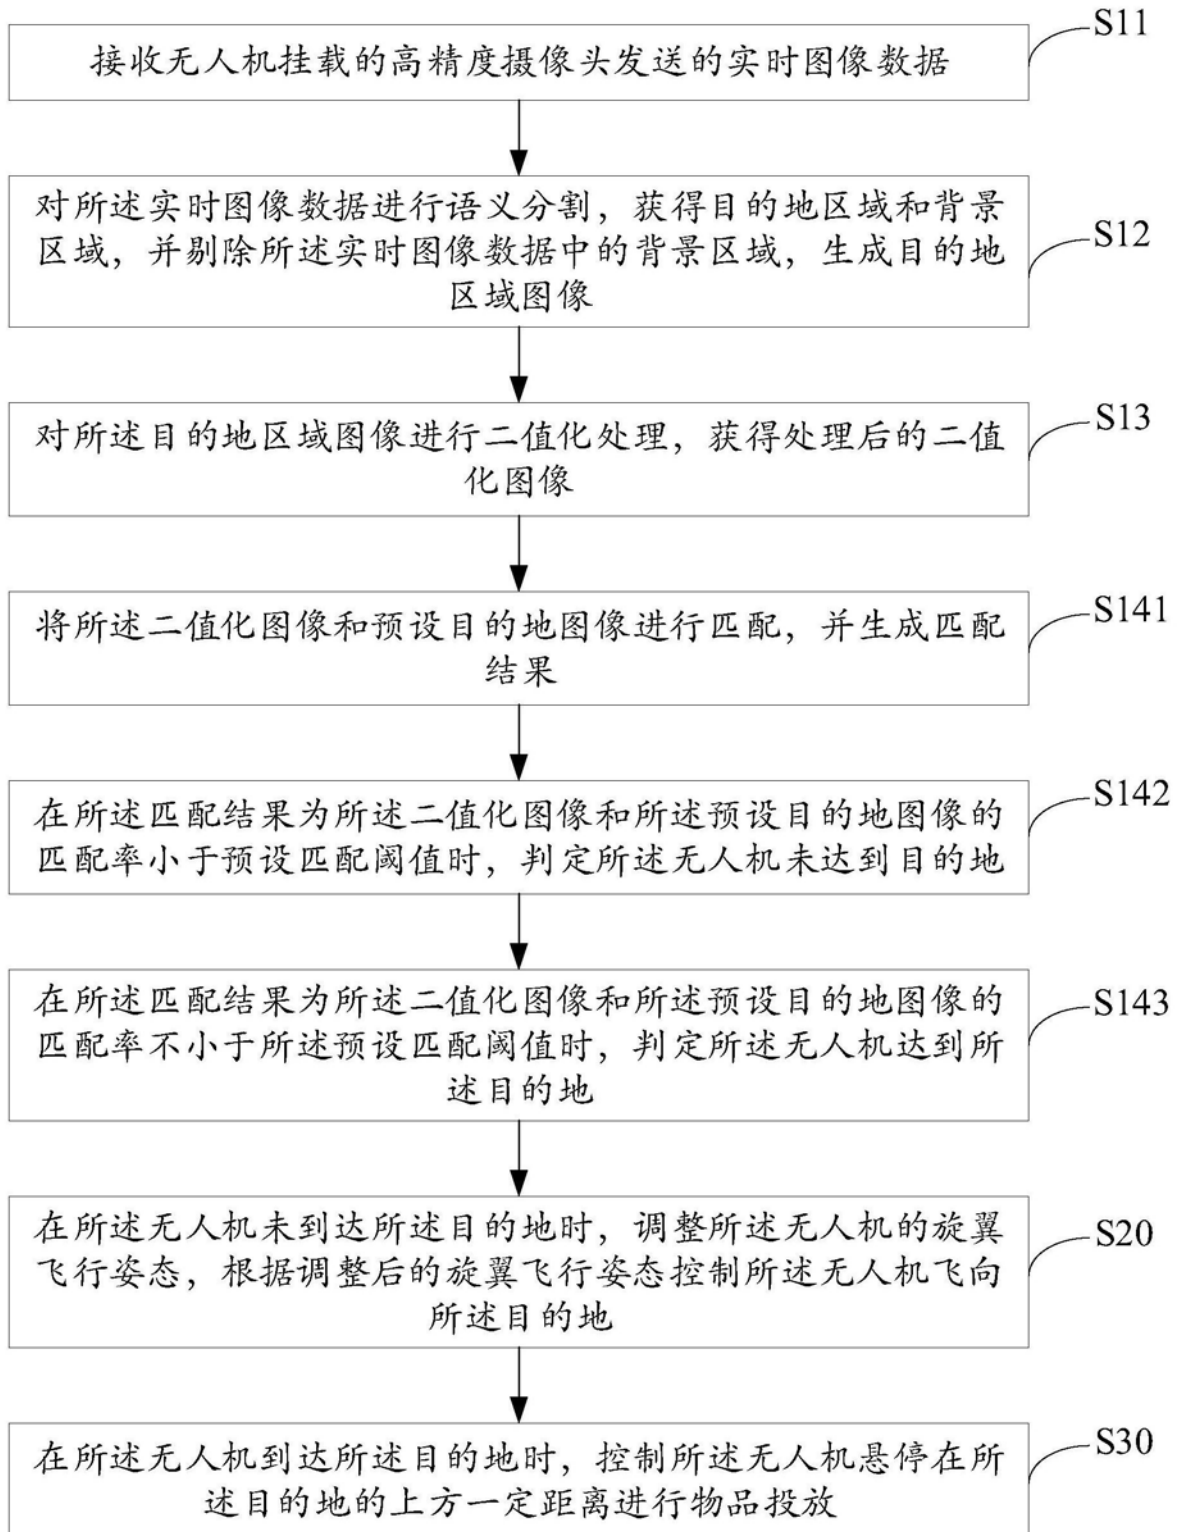 S11
接收无人机挂载的高精度摄像头发送的实时图像数据
对所述实时图像数据进行语义分割，获得目的地区域和背景
区域，并剔除所述实时图像数据中的背景区域，生成目的地
区域图像
S12
对所述目的地区域图像进行二值化处理，获得处理后的二值
化图像
S13
将所述二值化图像和预设目的地图像进行匹配，并生成匹配
结果
S141
在所述匹配结果为所述二值化图像和所述预设目的地图像的
匹配率小于预设匹配阈值时，判定所述无人机未达到目的地
S142
在所述匹配结果为所述二值化图像和所述预设目的地图像的
匹配率不小于所述预设匹配阈值时，判定所述无人机达到所
述目的地
S143
在所述无人机未到达所述目的地时，调整所述无人机的旋翼
飞行姿态，根据调整后的旋翼飞行姿态控制所述无人机飞向
所述目的地
S20
在所述无人机到达所述目的地时，控制所述无人机悬停在所
述目的地的上方一定距离进行物品投放
S30